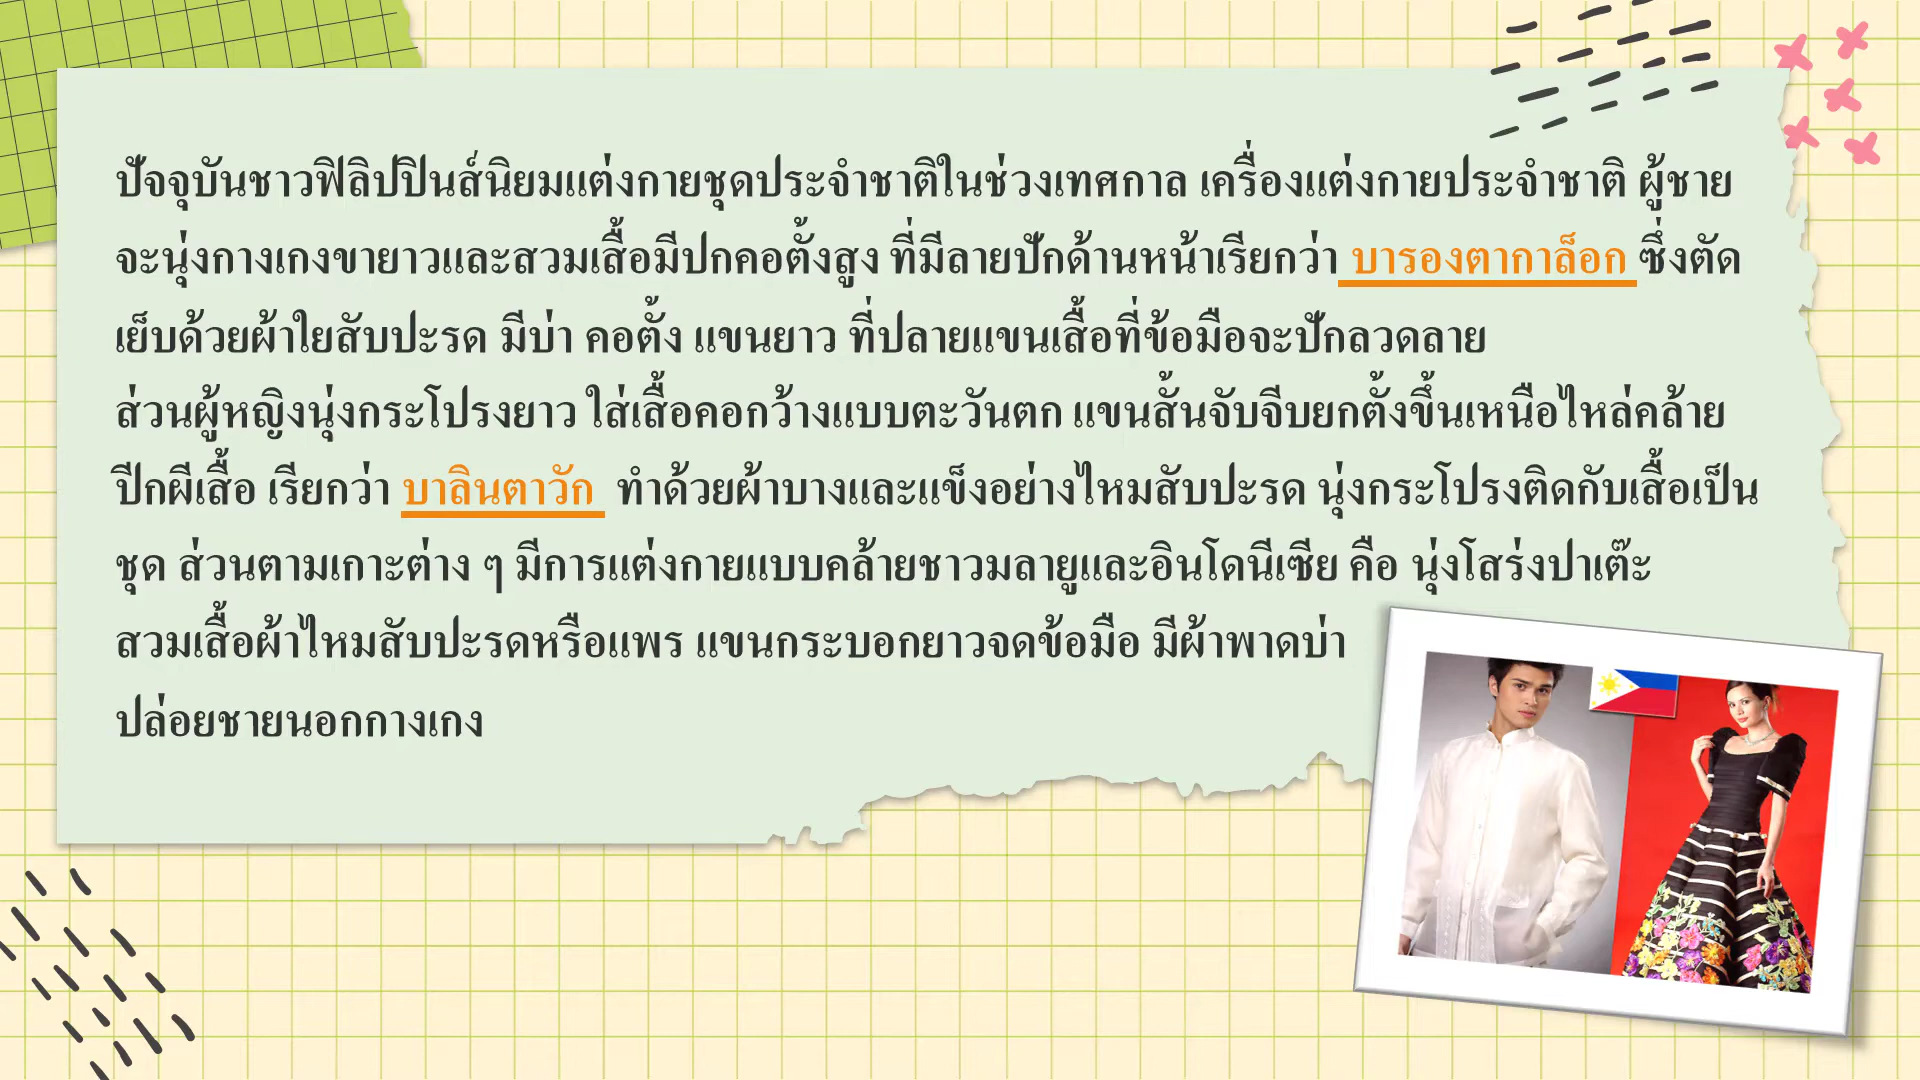 ปัจจุบันชาวฟิลิปปินส์นิยมแต่งกายชุดประจำชาติในช่วงเทศกาล เครื่องแต่งกายประจำชาติ ผู้ชาย
จะนุ่งกางเกงขายาวและสวมเสื้อมีปกคอตั้งสูง ที่มีลายปักด้านหน้าเรียกว่า บารองตากาล็อก ซึ่งตัด
เย็บด้วยผ้าใยสับปะรด มีบ่า คอตั้ง แขนยาว ที่ปลายแขนเสื้อที่ข้อมือจะปักลวดลาย
ส่วนผู้หญิงนุ่งกระโปรงยาว ใส่เสื้อคอกว้างแบบตะวันตก แขนสั้นจับจีบยกตั้งขึ้นเหนือไหล่คล้าย
ปีกผีเสื้อ เรียกว่า บาลินตาวัก ทำด้วยผ้าบางและแข็งอย่างไหมสับปะรด นุ่งกระโปรงติดกับเสื้อเป็น
ชุด ส่วนตามเกาะต่าง ๆ มีการแต่งกายแบบคล้ายชาวมลายูและอินโดนีเซีย คือ นุ่งโสร่งปาเต๊ะ
สวมเสื้อผ้าไหมสับปะรดหรือแพร แขนกระบอกยาวจดข้อมือ มีผ้าพาดบ่า
ปล่อยชายนอกกางเกง